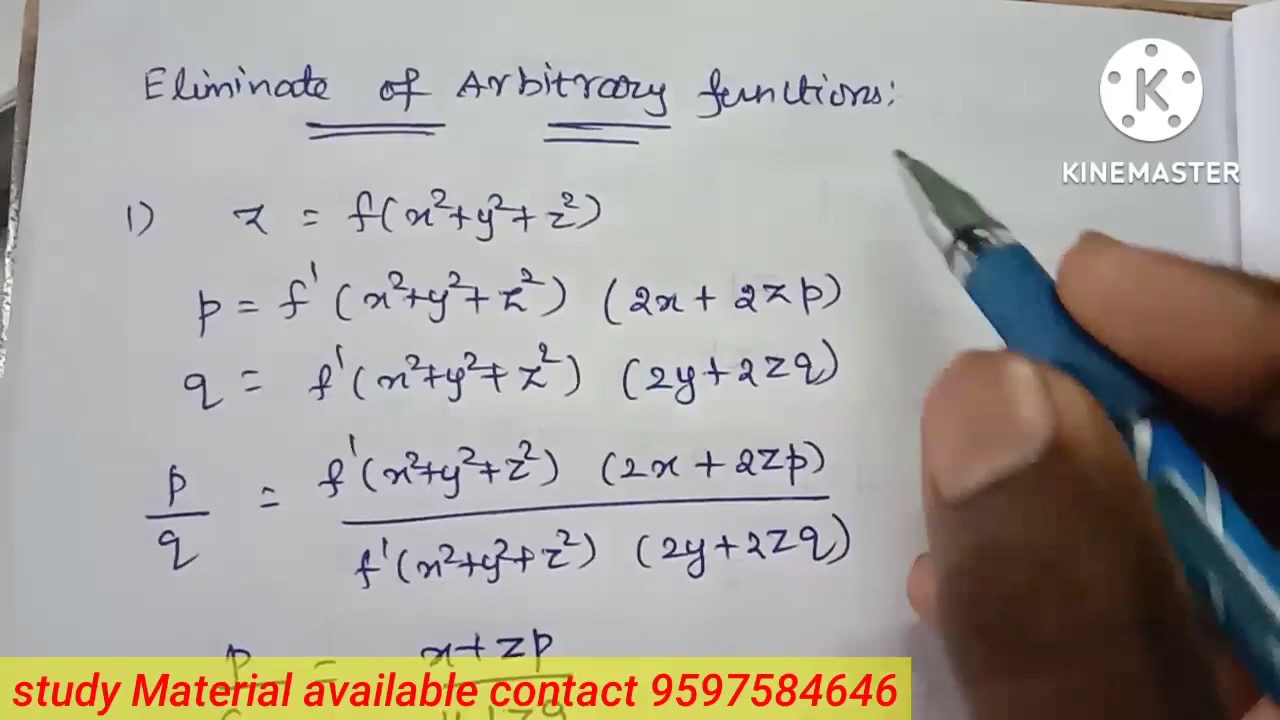 Eliminate of Arbitrary functions:
K
KINEMASTER
1) z = f(x²+y²+z²)
p = f'(x²+y²+z²) (2x + 2zp)
q = f'(x²+y²+z²) (2y+2zq)
p/q = f'(x²+y²+z²) (2x + 2zp) / f'(x²+y²+z²) (2y+2zq)
p = x+zp
study Material available contact 9597584646